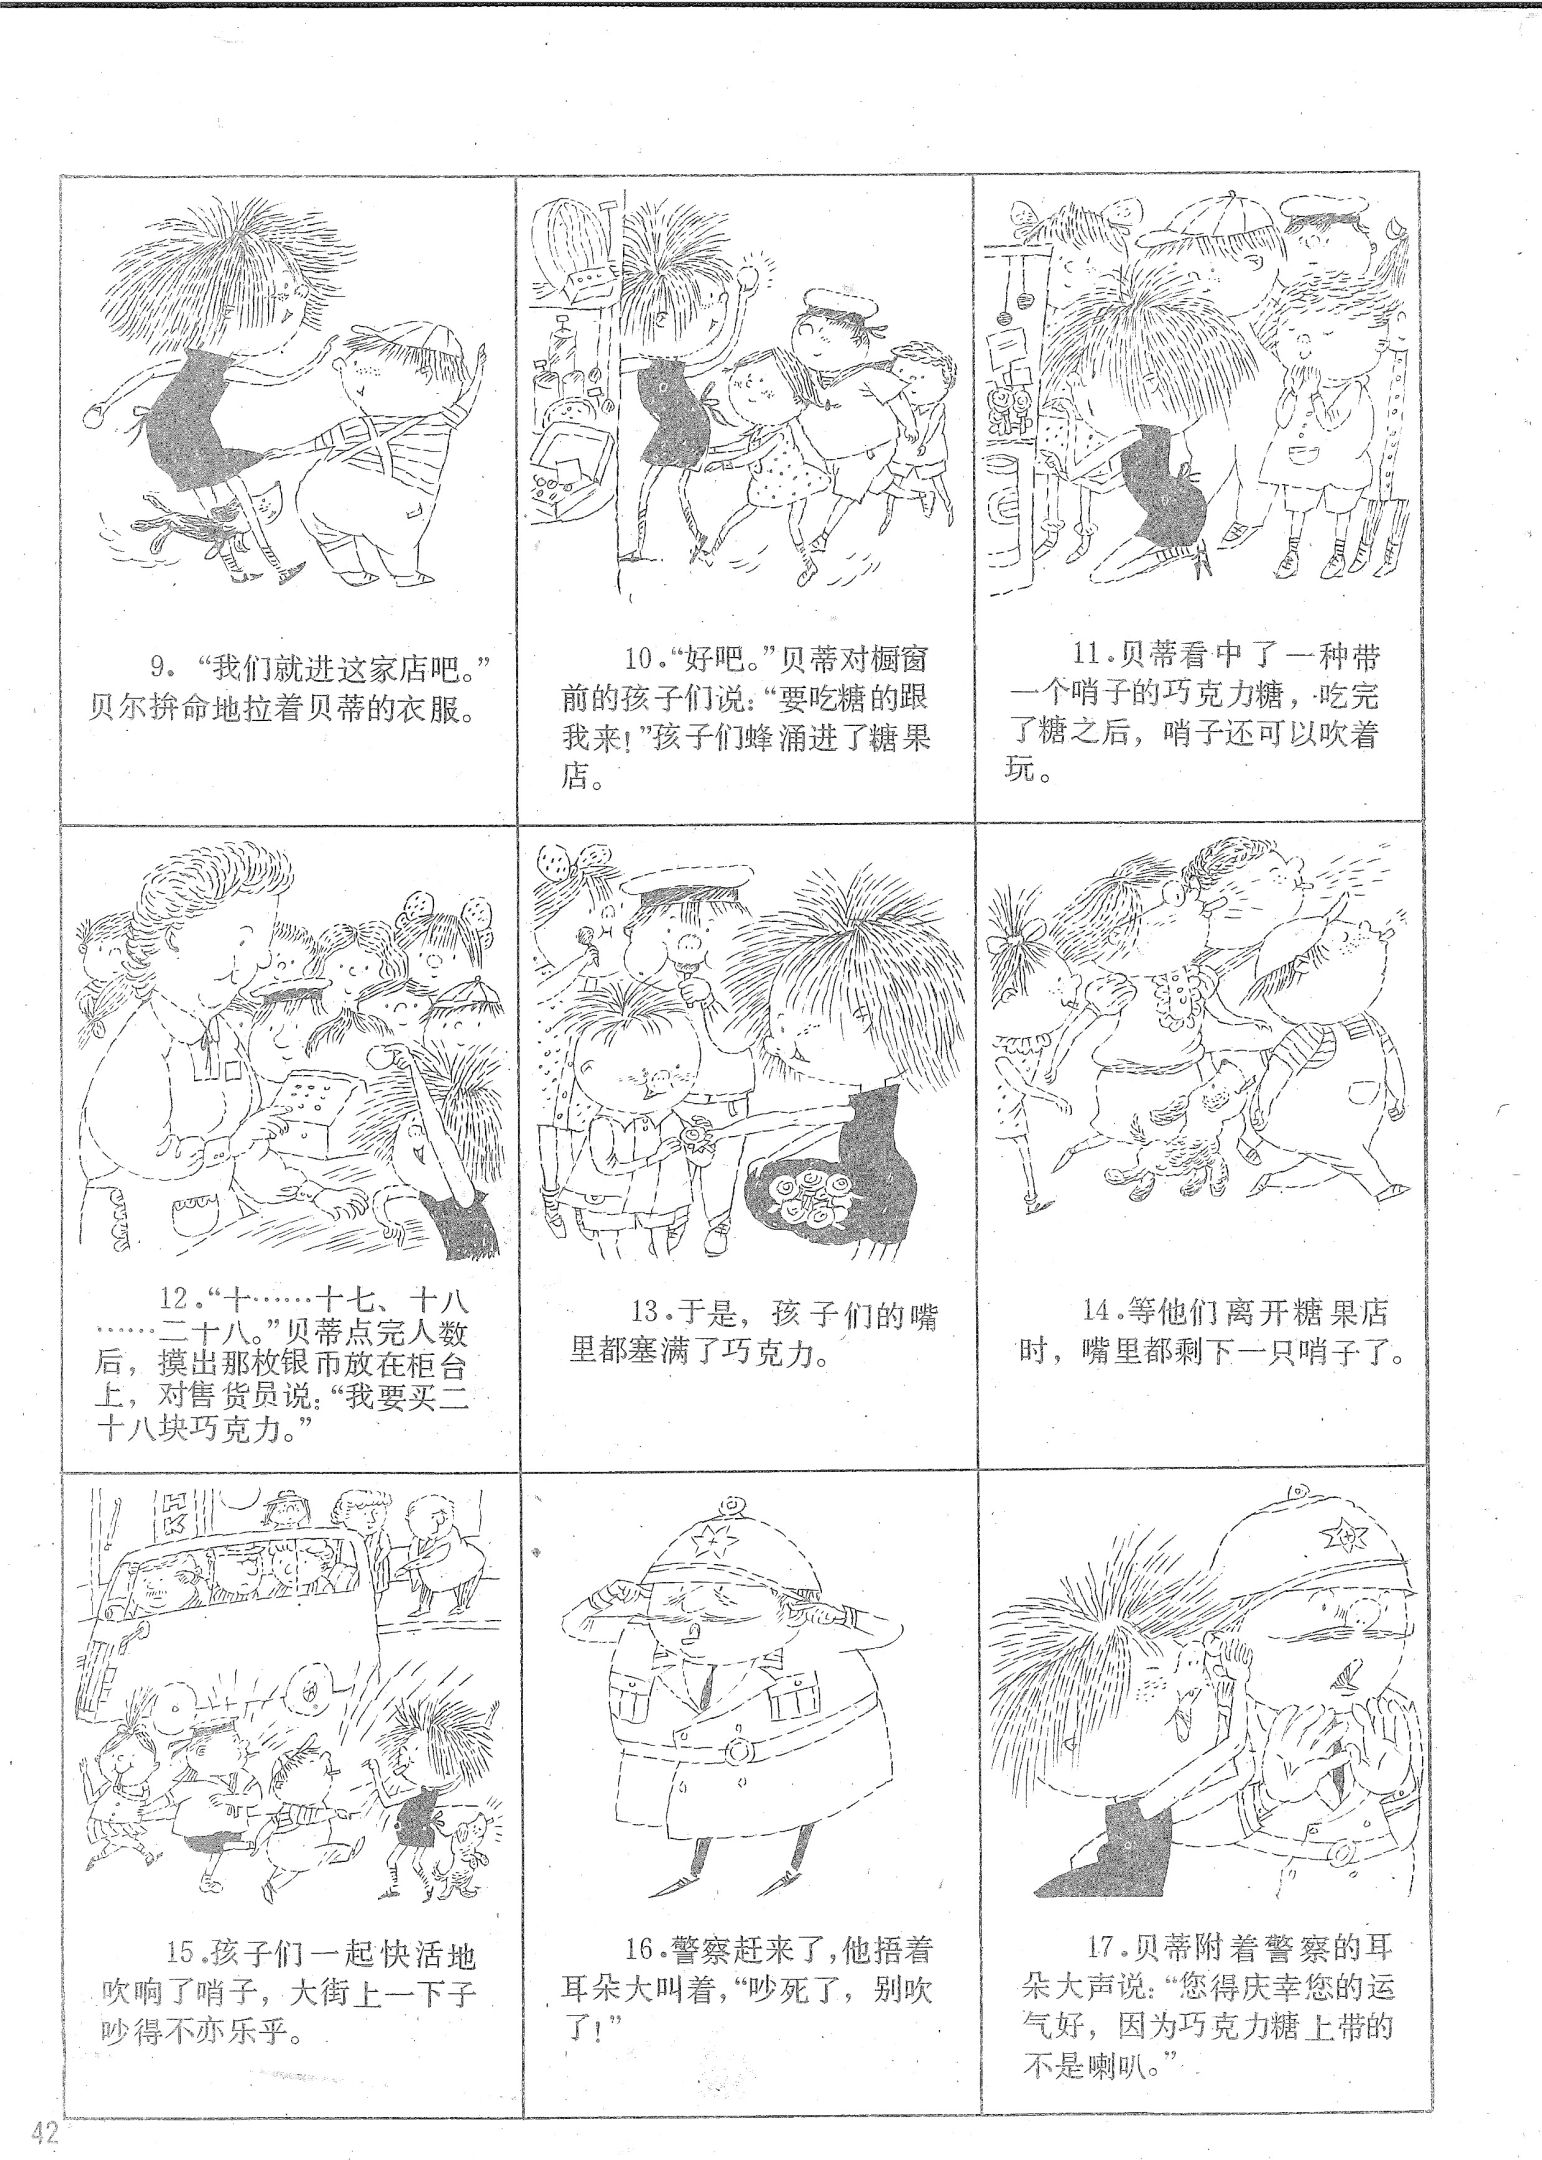 9. “我们就进这家店吧。”
贝尔拚命地拉着贝蒂的衣服。
10.“好吧。”贝蒂对橱窗
前的孩子们说：“要吃糖的跟
我来！”孩子们蜂涌进了糖果
店。
11.贝蒂看中了一种带
一个哨子的巧克力糖，吃完
了糖之后，哨子还可以吹着
玩。
12.“十……十七、十八
……二十八。”贝蒂点完人数
后，摸出那枚银币放在柜台
上，对售货员说：“我要买二
十八块巧克力。”
13.于是，孩子们的嘴
里都塞满了巧克力。
14.等他们离开糖果店
时，嘴里都剩下一只哨子了。
15.孩子们一起快活地
吹响了哨子，大街上一下子
吵得不亦乐乎。
16.警察赶来了，他捂着
耳朵大叫着，“吵死了，别吹
了！”
17.贝蒂附着警察的耳
朵大声说：“您得庆幸您的运
气好，因为巧克力糖上带的
不是喇叭。”
42